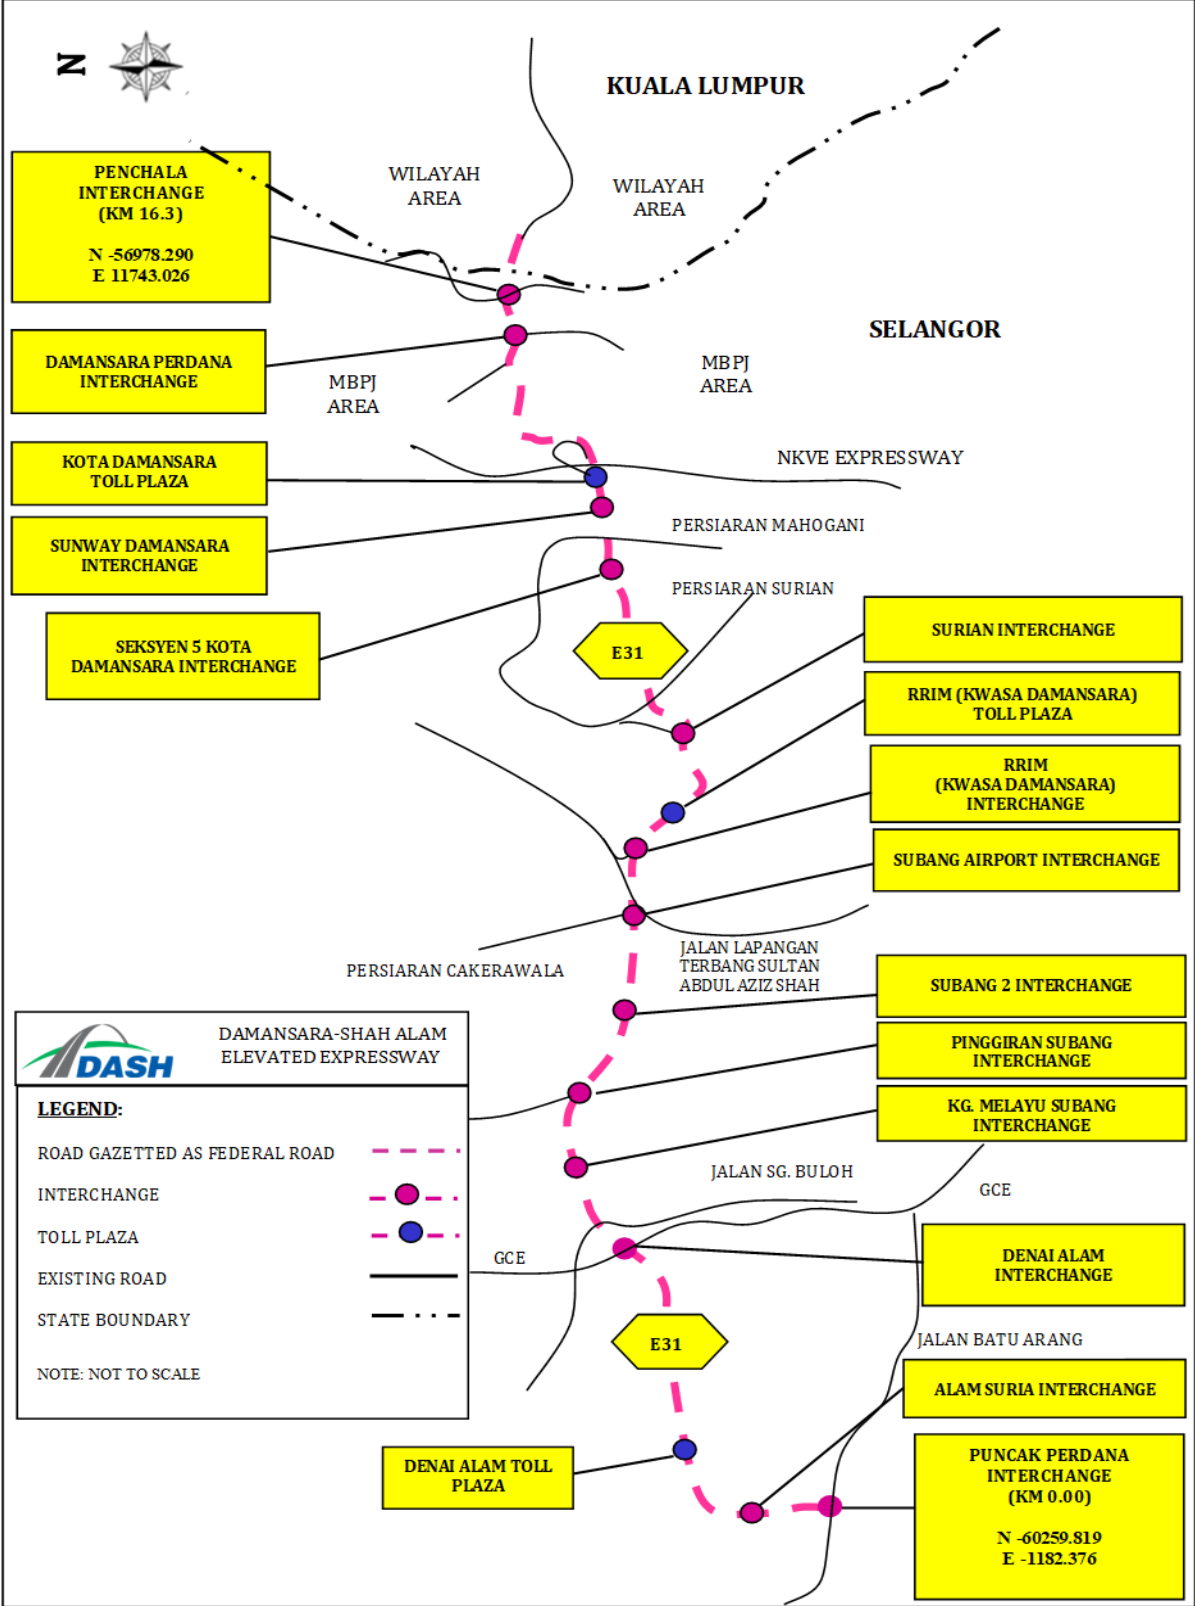 N
KUALA LUMPUR
PENCHALA
INTERCHANGE
(KM 16.3)
N -56978.290
E 11743.026
WILAYAH
AREA
WILAYAH
AREA
SELANGOR
DAMANSARA PERDANA
INTERCHANGE
MBPJ
AREA
MBPJ
AREA
KOTA DAMANSARA
TOLL PLAZA
NKVE EXPRESSWAY
SUNWAY DAMANSARA
INTERCHANGE
PERSIARAN MAHOGANI
PERSIARAN SURIAN
SEKSYEN 5 KOTA
DAMANSARA INTERCHANGE
E31
SURIAN INTERCHANGE
RRIM (KWASA DAMANSARA)
TOLL PLAZA
RRIM
(KWASA DAMANSARA)
INTERCHANGE
SUBANG AIRPORT INTERCHANGE
PERSIARAN CAKERAWALA
JALAN LAPANGAN
TERBANG SULTAN
ABDUL AZIZ SHAH
SUBANG 2 INTERCHANGE
PINGGIRAN SUBANG
INTERCHANGE
KG. MELAYU SUBANG
INTERCHANGE
DASH
DAMANSARA-SHAH ALAM
ELEVATED EXPRESSWAY
LEGEND:
ROAD GAZETTED AS FEDERAL ROAD
INTERCHANGE
TOLL PLAZA
EXISTING ROAD
STATE BOUNDARY
NOTE: NOT TO SCALE
JALAN SG. BULOH
GCE
GCE
DENAI ALAM
INTERCHANGE
E31
JALAN BATU ARANG
ALAM SURIA INTERCHANGE
DENAI ALAM TOLL
PLAZA
PUNCAK PERDANA
INTERCHANGE
(KM 0.00)
N -60259.819
E -1182.376